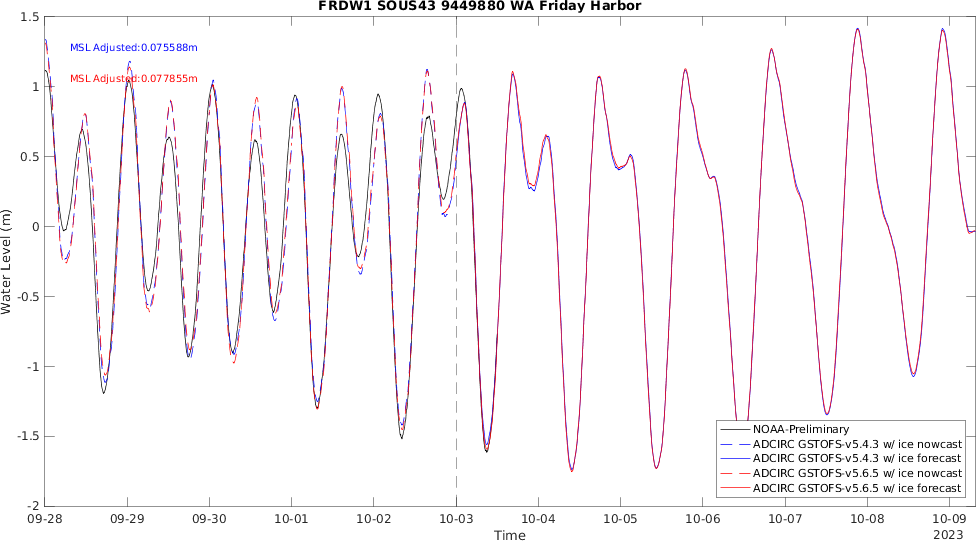 FRDW1 SOUS43 9449880 WA Friday Harbor
MSL Adjusted:0.075588m
MSL Adjusted:0.077855m
Water Level (m)
1.5
1
0.5
0
-0.5
-1
-1.5
-2
NOAA-Preliminary
ADCIRC GSTOFS-v5.4.3 w/ ice nowcast
ADCIRC GSTOFS-v5.4.3 w/ ice forecast
ADCIRC GSTOFS-v5.6.5 w/ ice nowcast
ADCIRC GSTOFS-v5.6.5 w/ ice forecast
09-28 09-29 09-30 10-01 10-02 10-03 10-04 10-05 10-06 10-07 10-08 10-09
Time
2023